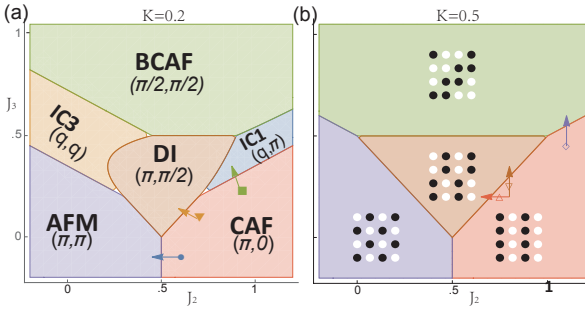 (a)
K=0.2
(b)
K=0.5
1
BCAF
(π/2,π/2)
J₃
IC3
(q,q)
IC1
(q,π)
.5
DI
(π,π/2)
AFM
(π,π)
CAF
(π,0)
0
0
.5
1
J₂
0
.5
1
J₂